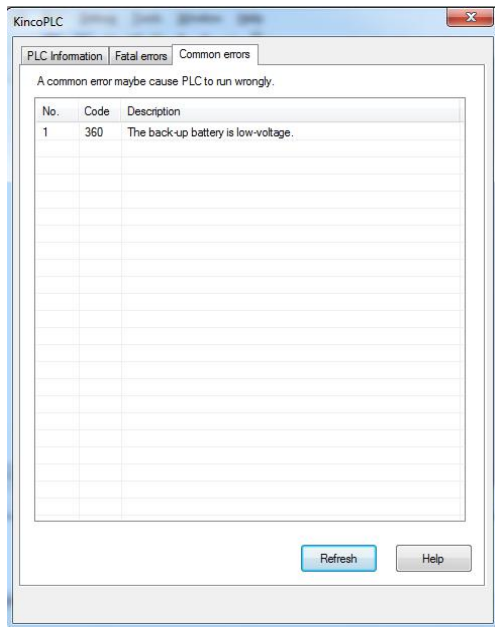 KincoPLC
PLC Information Fatal errors Common errors
A common error maybe cause PLC to run wrongly.
No. Code Description
1 360 The back-up battery is low-voltage.
Refresh Help